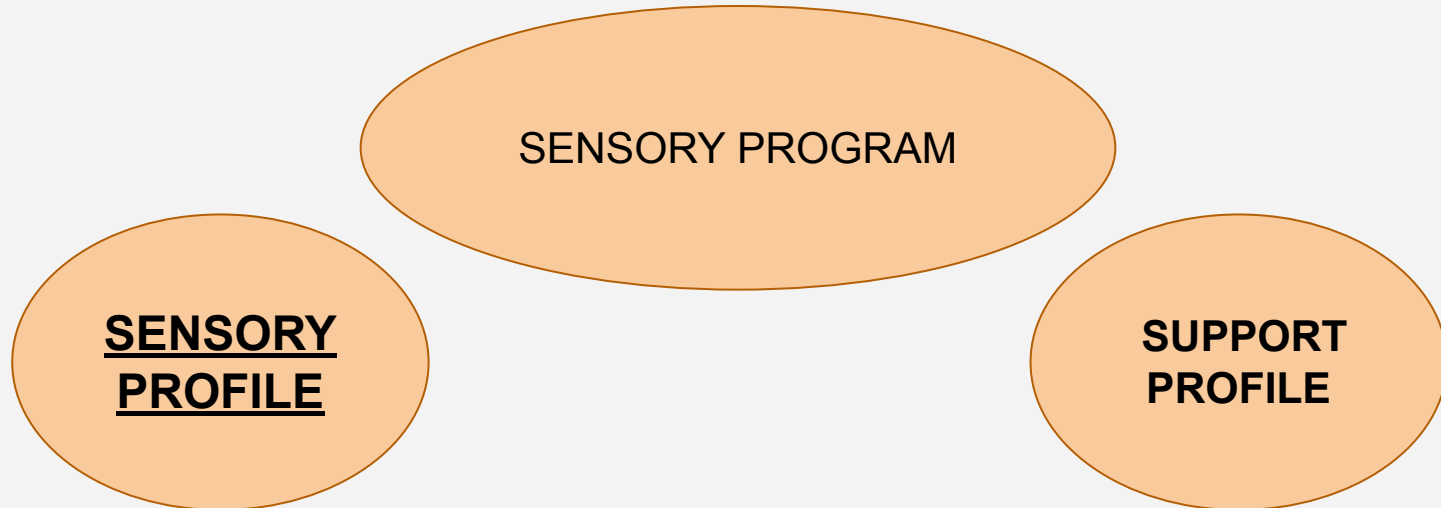 SENSORY PROGRAM
SENSORY
PROFILE
SUPPORT
PROFILE